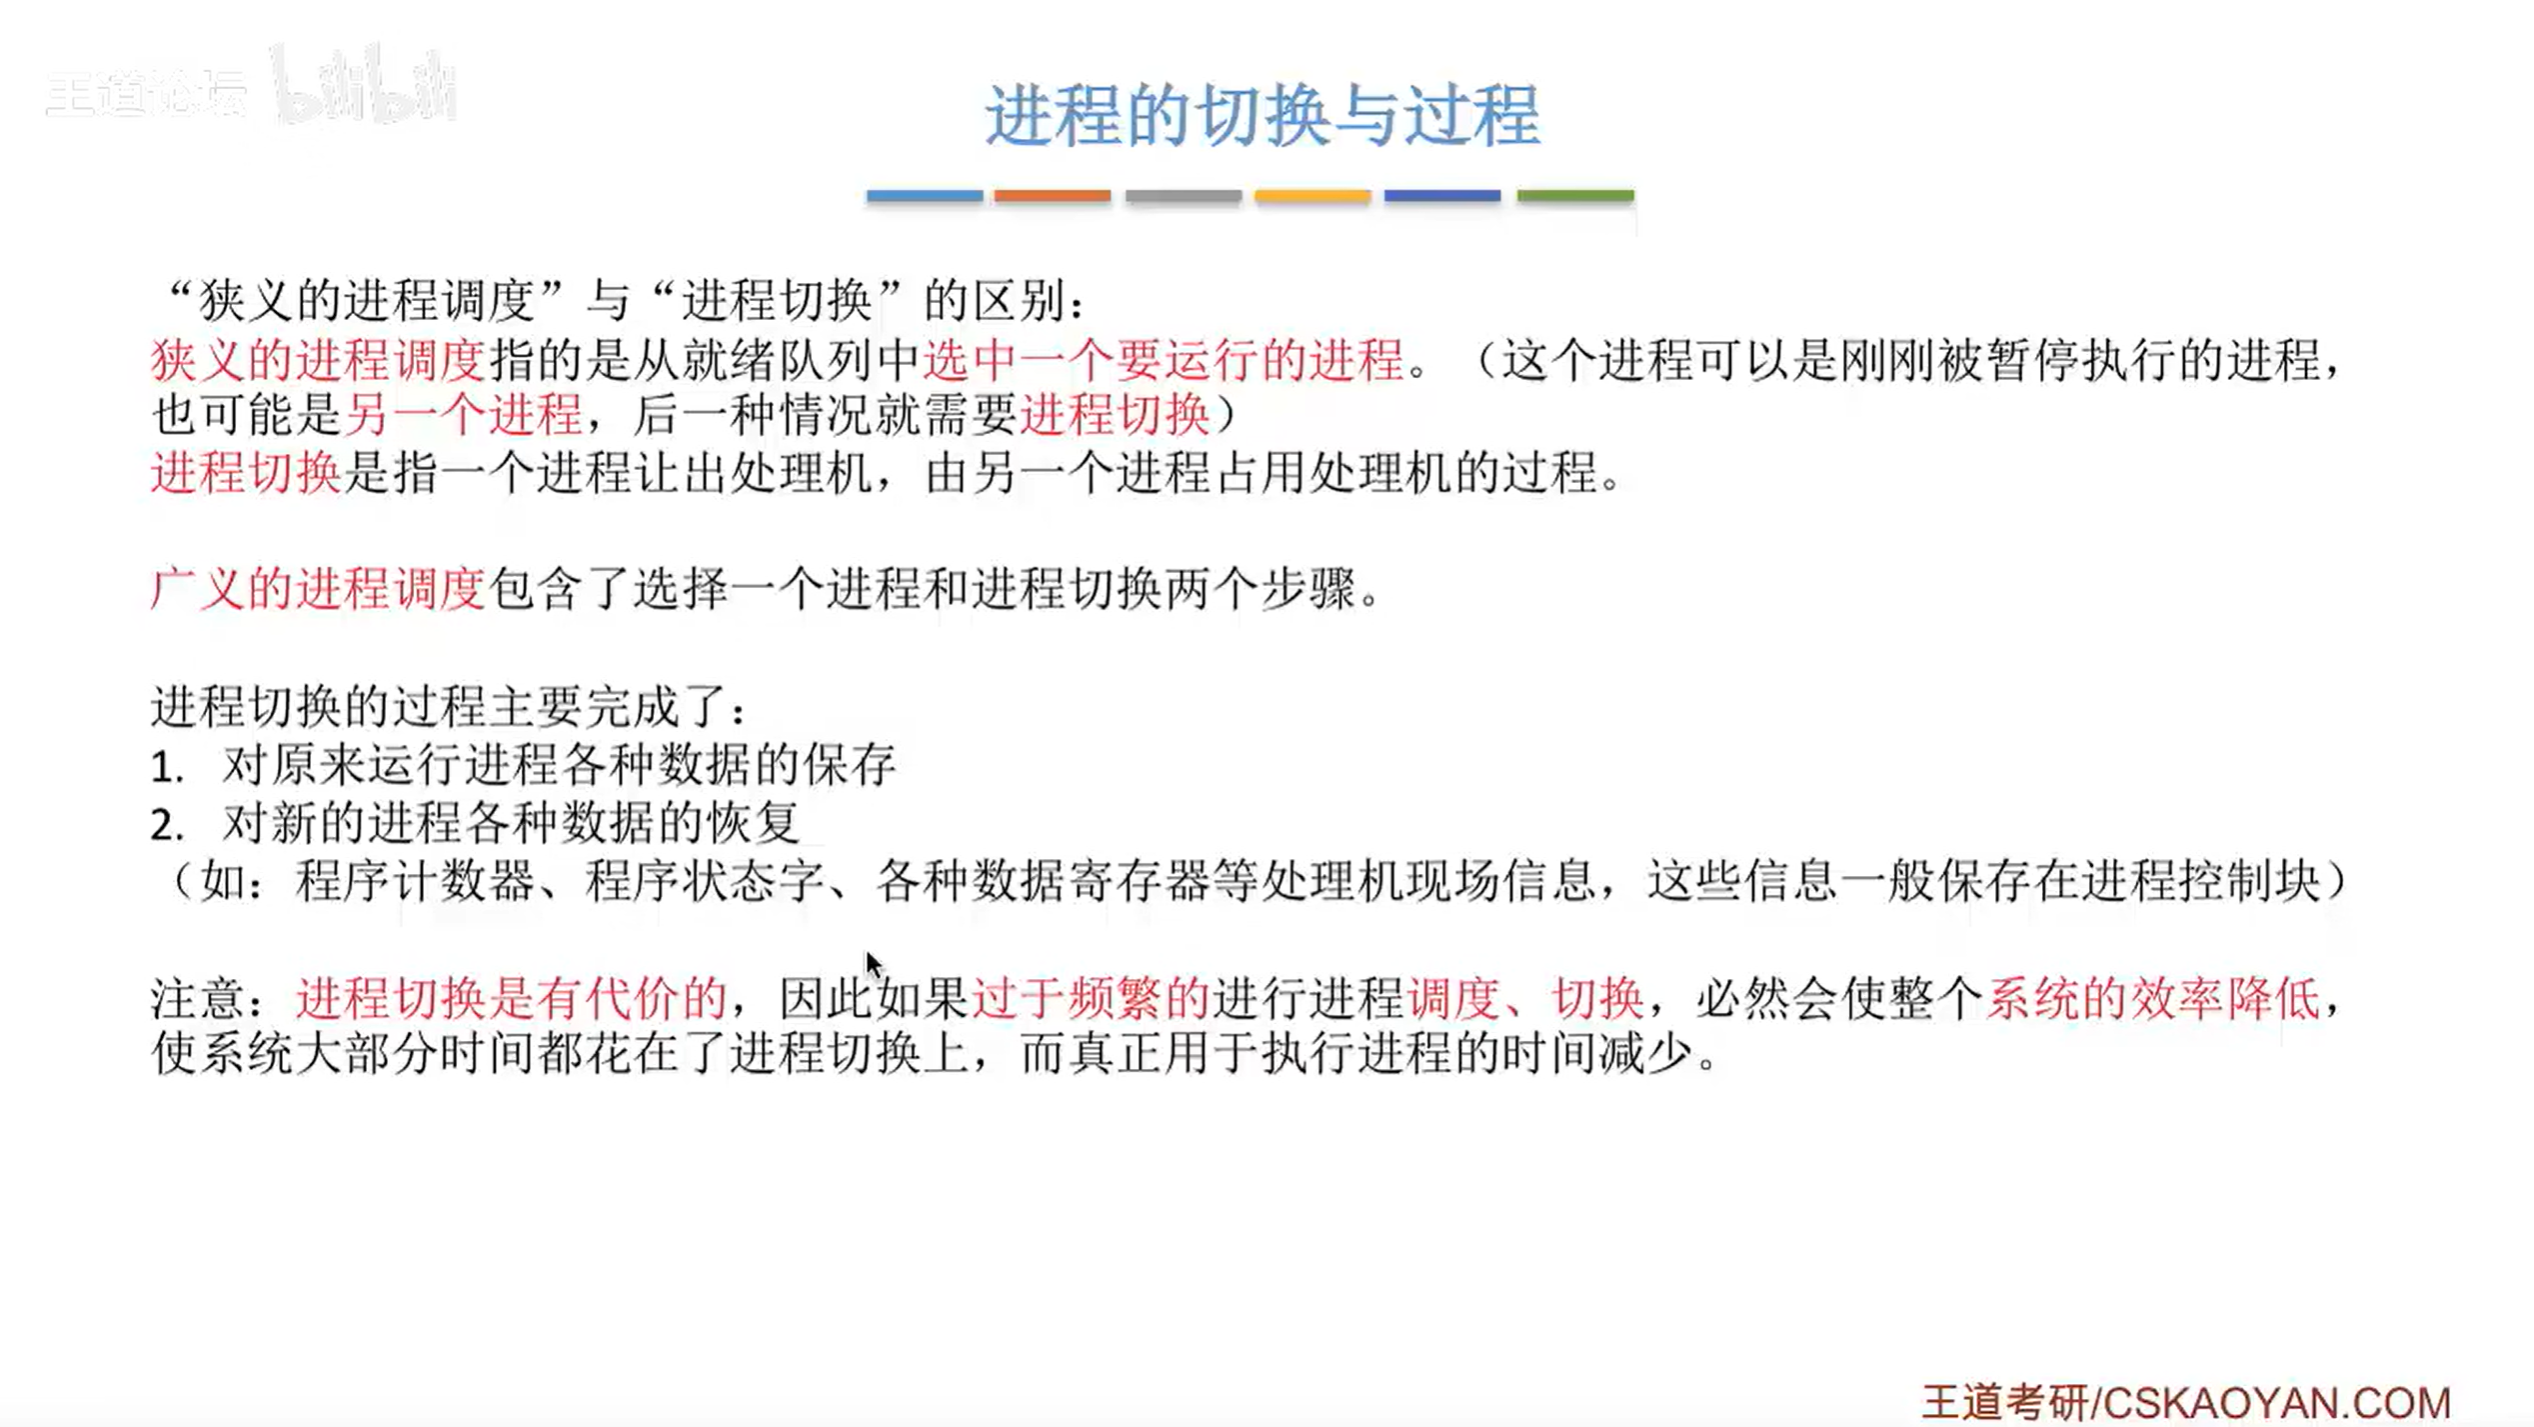 王道论坛 bilibili
进程的切换与过程
“狭义的进程调度”与“进程切换”的区别：
狭义的进程调度指的是从就绪队列中选中一个要运行的进程。（这个进程可以是刚刚被暂停执行的进程，
也可能是另一个进程，后一种情况就需要进程切换）
进程切换是指一个进程让出处理机，由另一个进程占用处理机的过程。
广义的进程调度包含了选择一个进程和进程切换两个步骤。
进程切换的过程主要完成了：
1. 对原来运行进程各种数据的保存
2. 对新的进程各种数据的恢复
（如：程序计数器、程序状态字、各种数据寄存器等处理机现场信息，这些信息一般保存在进程控制块）
注意：进程切换是有代价的，因此如果过于频繁的进行进程调度、切换，必然会使整个系统的效率降低，
使系统大部分时间都花在了进程切换上，而真正用于执行进程的时间减少。
王道考研/CSKAOYAN.COM